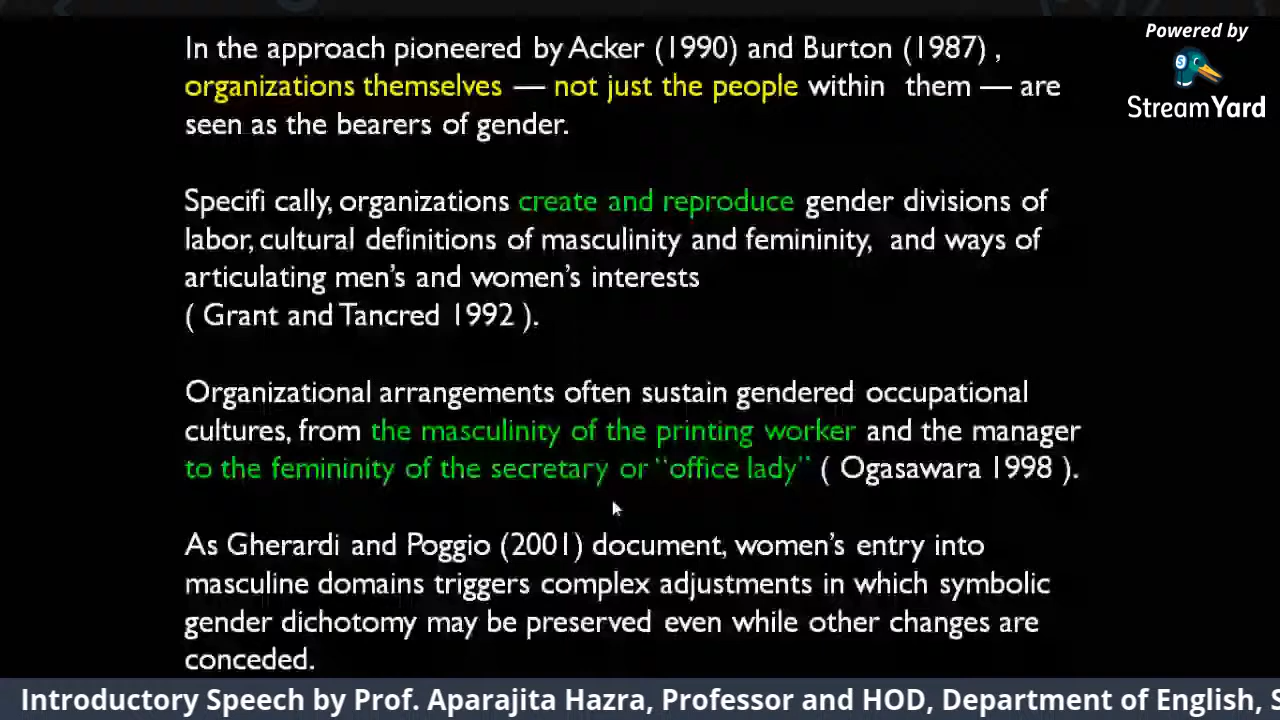 Powered by
StreamYard
In the approach pioneered by Acker (1990) and Burton (1987) ,
organizations themselves — not just the people within them — are
seen as the bearers of gender.
Specifi cally, organizations create and reproduce gender divisions of
labor, cultural definitions of masculinity and femininity, and ways of
articulating men's and women's interests
( Grant and Tancred 1992 ).
Organizational arrangements often sustain gendered occupational
cultures, from the masculinity of the printing worker and the manager
to the femininity of the secretary or "office lady" ( Ogasawara 1998 ).
As Gherardi and Poggio (2001) document, women's entry into
masculine domains triggers complex adjustments in which symbolic
gender dichotomy may be preserved even while other changes are
conceded.
Introductory Speech by Prof. Aparajita Hazra, Professor and HOD, Department of English, S